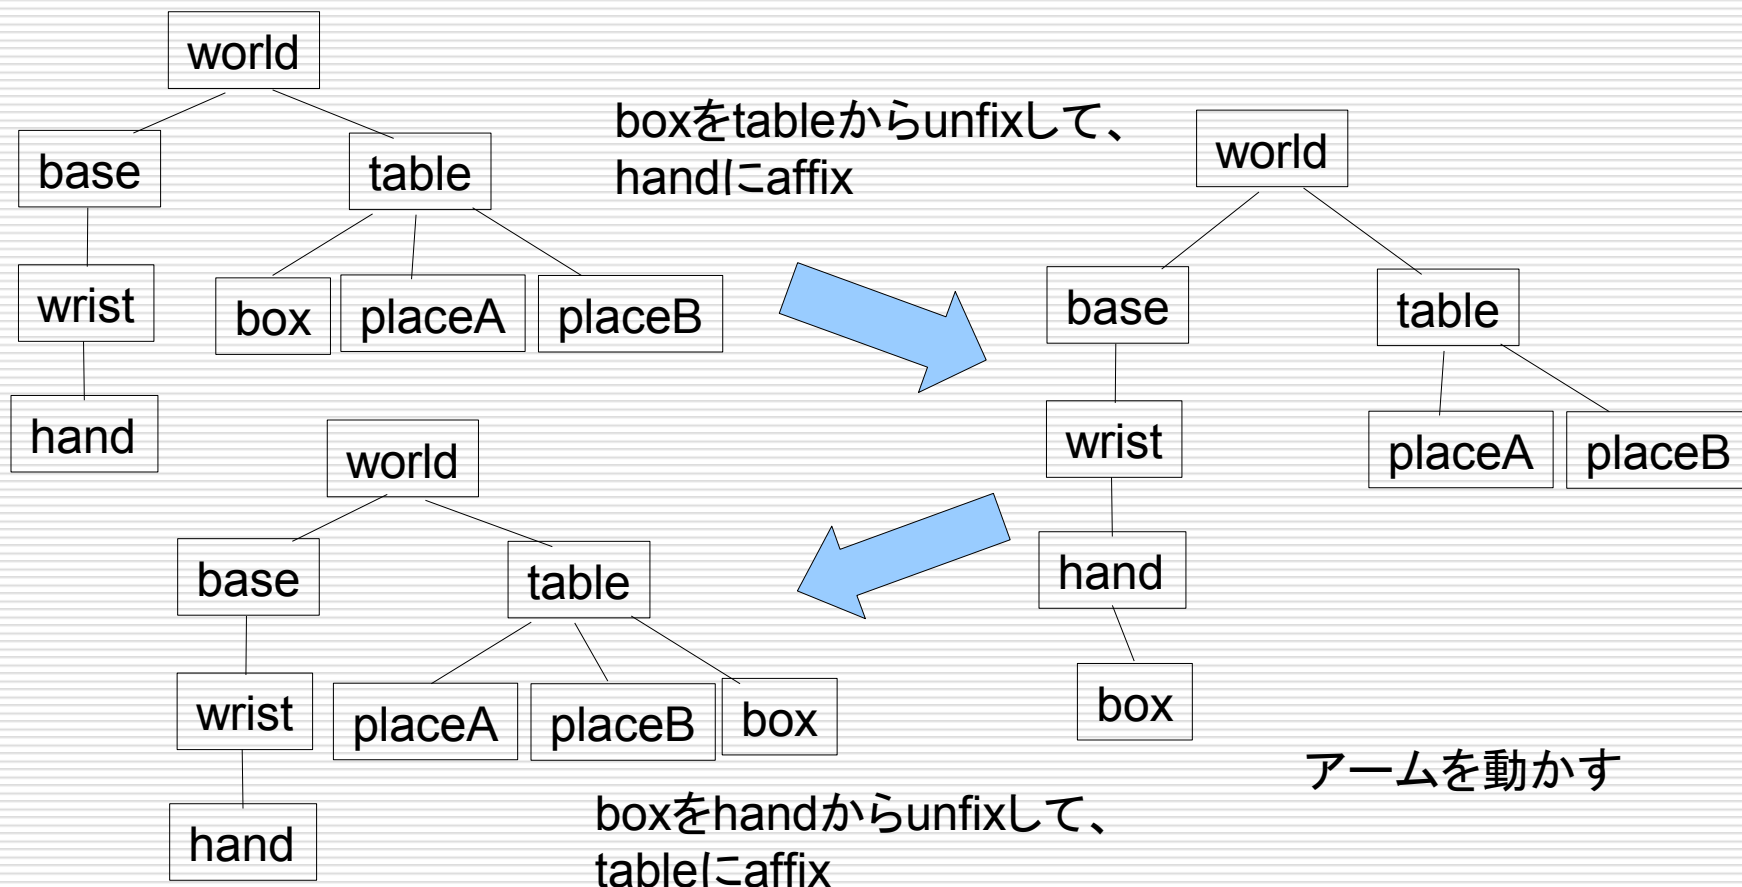 world
base
table
wrist
box
placeA
placeB
hand
boxをtableからunfixして、
handにaffix
world
base
table
wrist
placeA
placeB
hand
box
アームを動かす
world
base
table
wrist
placeA
placeB
box
hand
boxをhandからunfixして、
tableにaffix